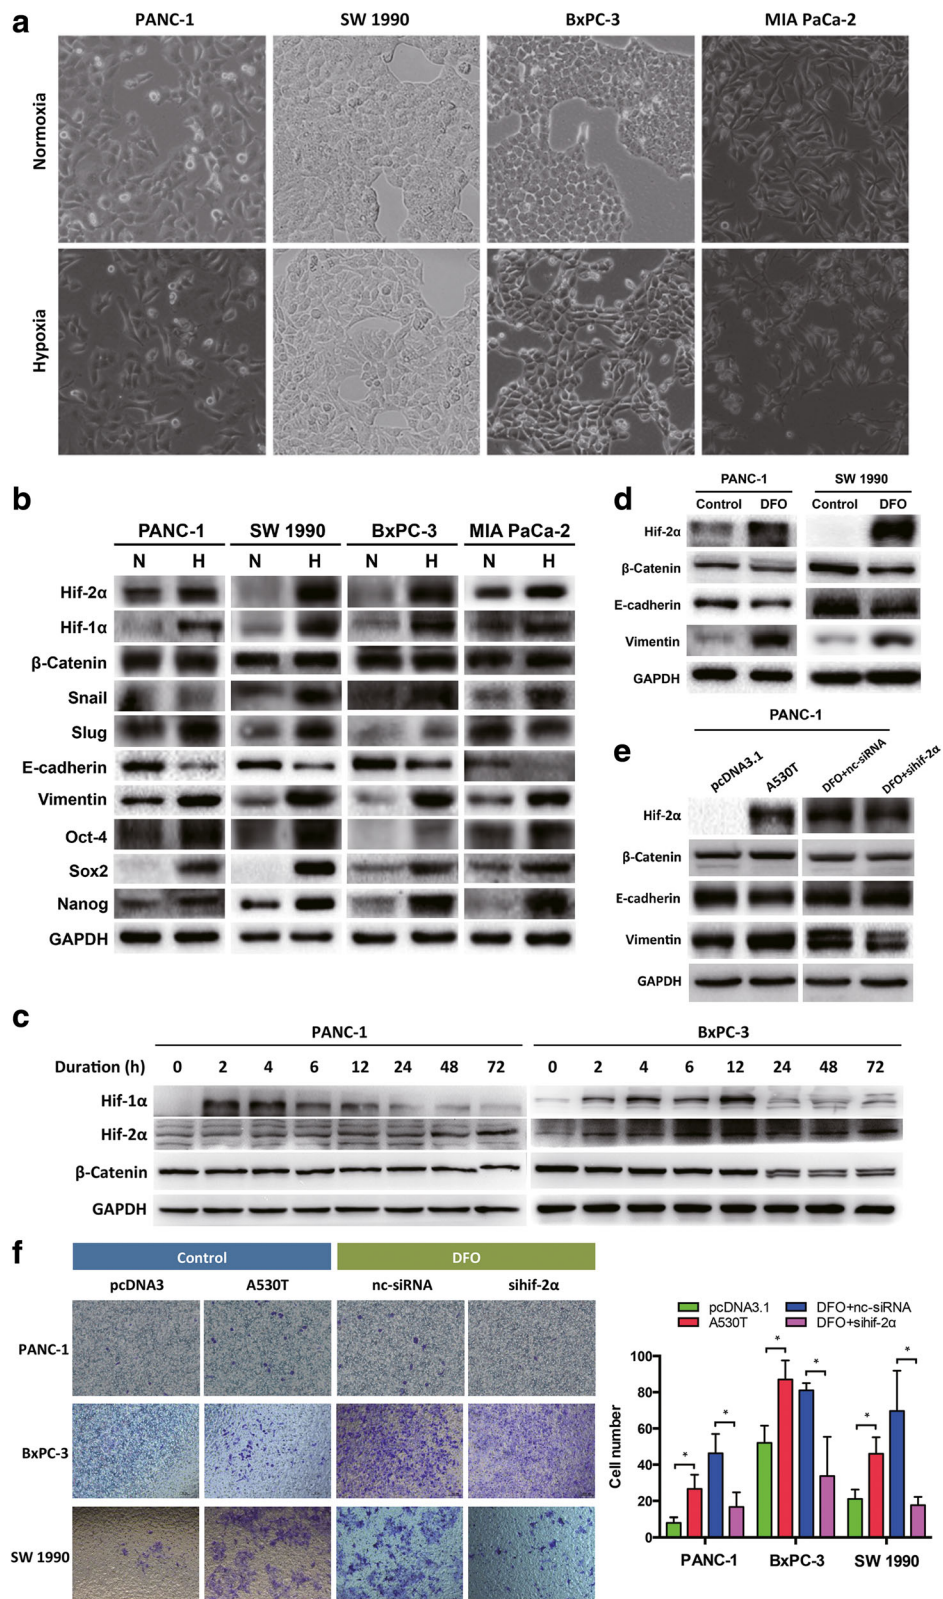 a
PANC-1 SW 1990 BxPC-3 MIA PaCa-2
Normoxia
Hypoxia
b
PANC-1 SW 1990 BxPC-3 MIA PaCa-2
N H N H N H N H
Hif-2α
Hif-1α
β-Catenin
Snail
Slug
E-cadherin
Vimentin
Oct-4
Sox2
Nanog
GAPDH
d
PANC-1 SW 1990
Control DFO Control DFO
Hif-2α
β-Catenin
E-cadherin
Vimentin
GAPDH
e
PANC-1
pcDNA3.1 A530T DFO+nc-siRNA DFO+sihif-2α
Hif-2α
β-Catenin
E-cadherin
Vimentin
GAPDH
c
PANC-1 BxPC-3
Duration (h) 0 2 4 6 12 24 48 72 0 2 4 6 12 24 48 72
Hif-1α
Hif-2α
β-Catenin
GAPDH
f
Control DFO
pcDNA3 A530T nc-siRNA sihif-2α
PANC-1
BxPC-3
SW 1990
pcDNA3.1 DFO+nc-siRNA
A530T DFO+sihif-2α
Cell number
100
80
60
40
20
0
* * * * * *
PANC-1 BxPC-3 SW 1990